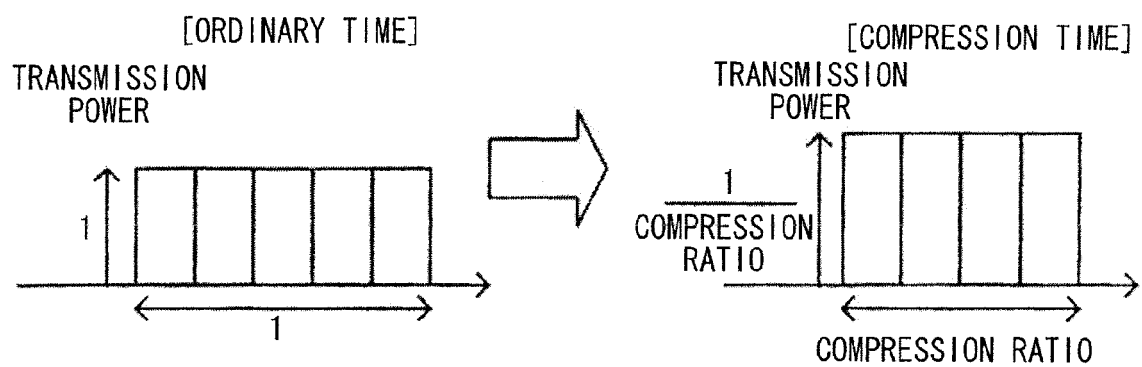 [ORDINARY TIME]
TRANSMISSION
POWER
1
1
[COMPRESSION TIME]
TRANSMISSION
POWER
1
COMPRESSION
RATIO
COMPRESSION RATIO